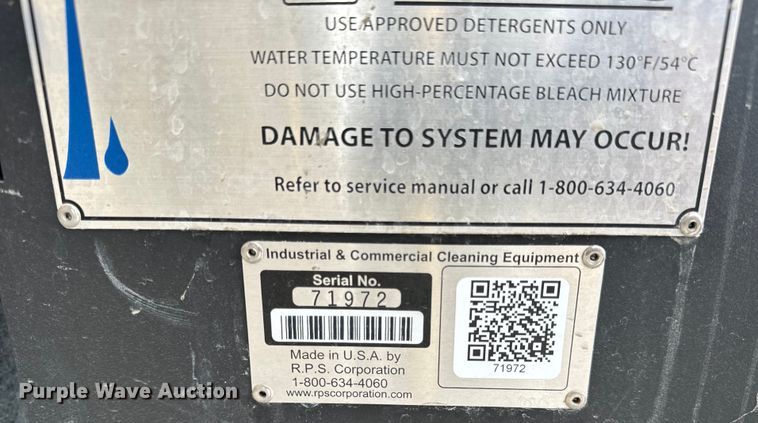 USE APPROVED DETERGENTS ONLY
WATER TEMPERATURE MUST NOT EXCEED 130°F/54°C
DO NOT USE HIGH-PERCENTAGE BLEACH MIXTURE
DAMAGE TO SYSTEM MAY OCCUR!
Refer to service manual or call 1-800-634-4060
Industrial & Commercial Cleaning Equipment
Serial No.
71972
Made in U.S.A. by
R.P.S. Corporation
1-800-634-4060
www.rpscorporation.com
71972
Purple Wave Auction